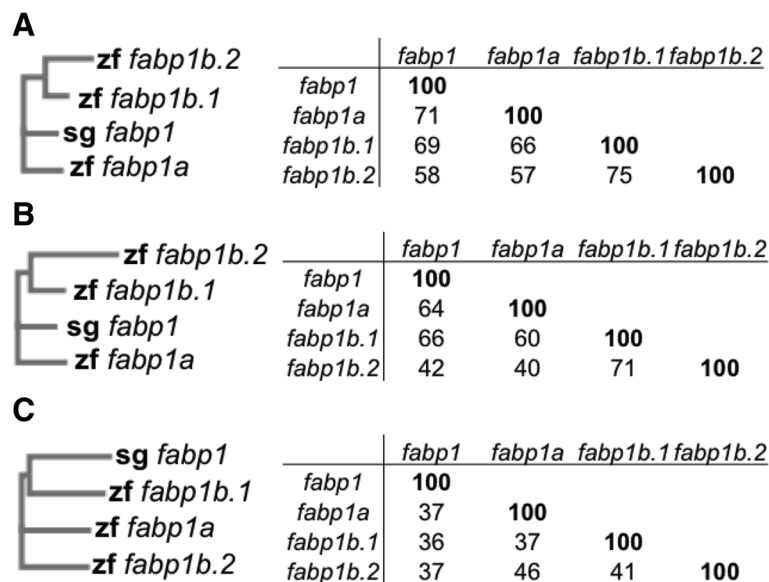 A
zf fabp1b.2
zf fabp1b.1
sg fabp1
zf fabp1a
fabp1 fabp1a fabp1b.1 fabp1b.2
fabp1 100
fabp1a 71 100
fabp1b.1 69 66 100
fabp1b.2 58 57 75 100
B
zf fabp1b.2
zf fabp1b.1
sg fabp1
zf fabp1a
fabp1 fabp1a fabp1b.1 fabp1b.2
fabp1 100
fabp1a 64 100
fabp1b.1 66 60 100
fabp1b.2 42 40 71 100
C
sg fabp1
zf fabp1b.1
zf fabp1a
zf fabp1b.2
fabp1 fabp1a fabp1b.1 fabp1b.2
fabp1 100
fabp1a 37 100
fabp1b.1 36 37 100
fabp1b.2 37 46 41 100